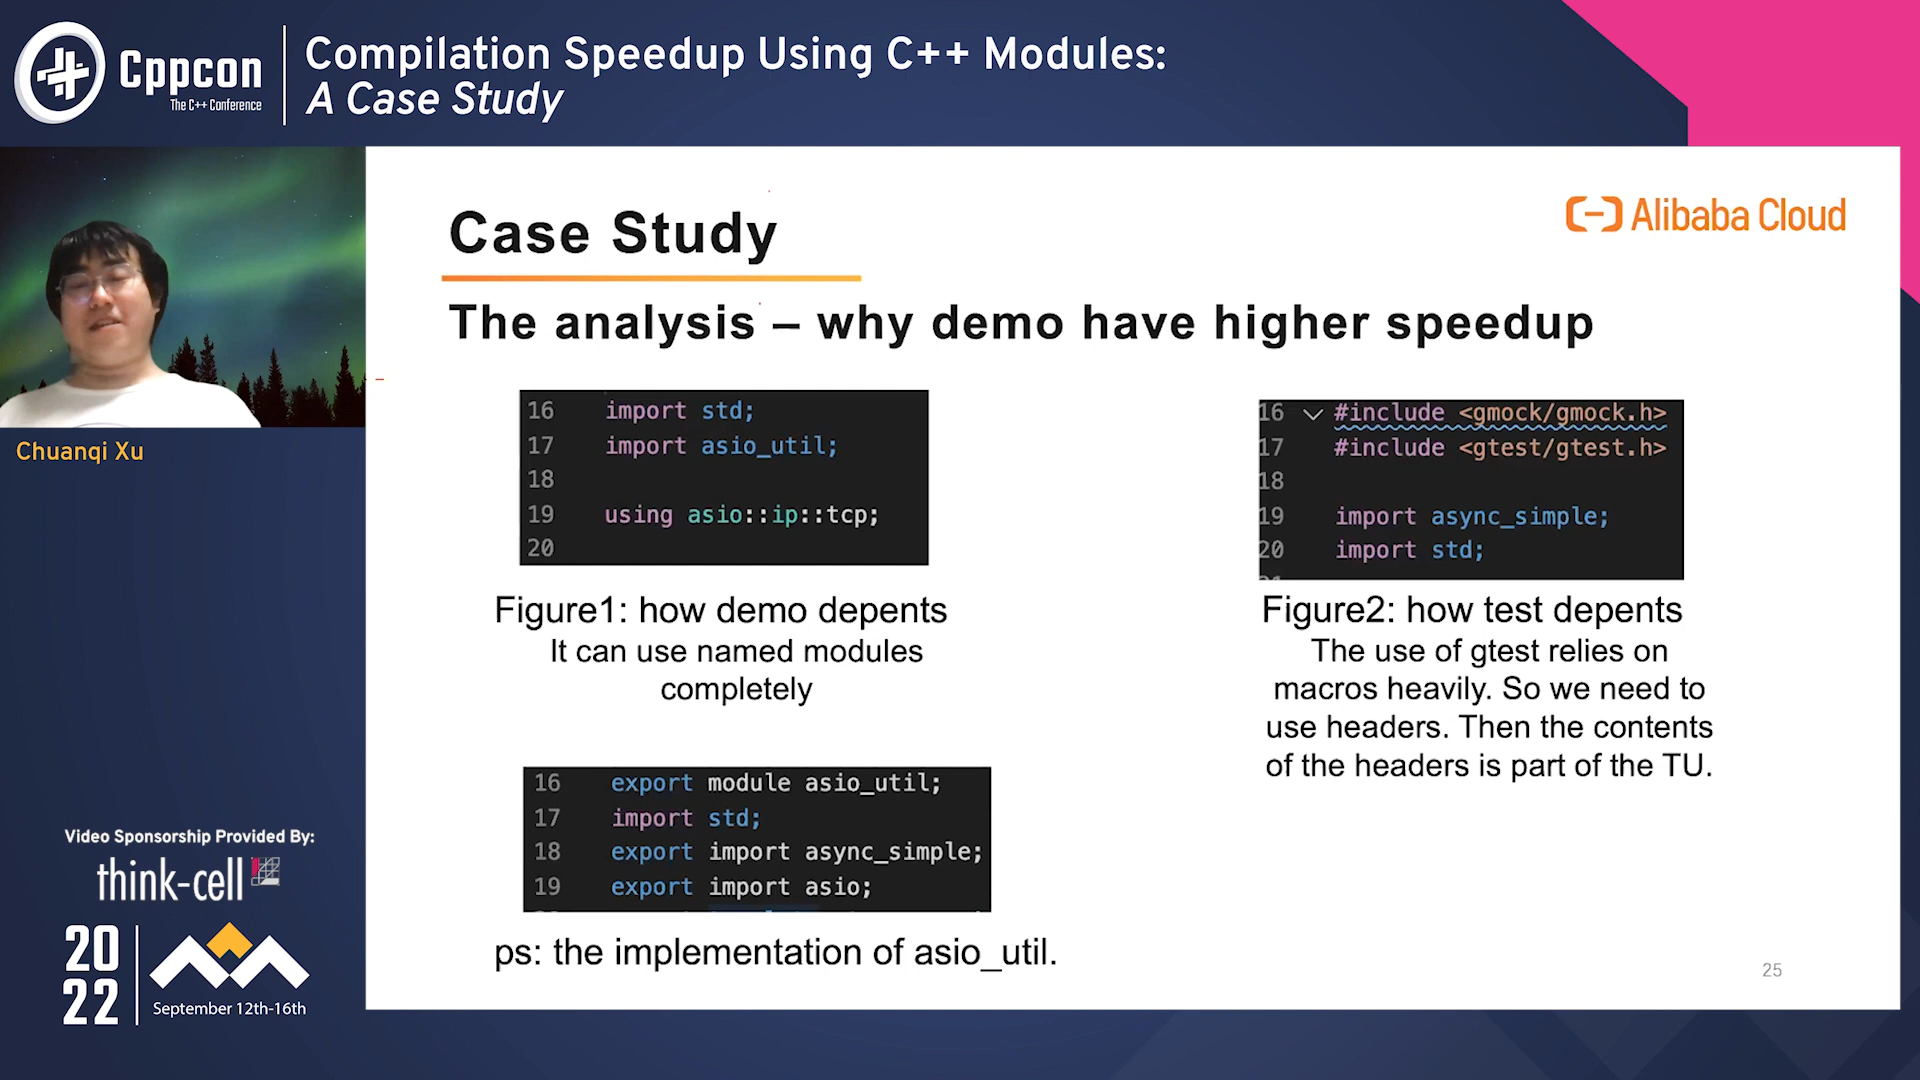 Cppcon
The C++ Conference
Compilation Speedup Using C++ Modules:
A Case Study
Chuanqi Xu
Alibaba Cloud
Case Study
The analysis – why demo have higher speedup
16 import std;
17 import asio_util;
18
19 using asio::ip::tcp;
20
Figure1: how demo depents
It can use named modules
completely
16 export module asio_util;
17 import std;
18 export import async_simple;
19 export import asio;
ps: the implementation of asio_util.
16 #include <gmock/gmock.h>
17 #include <gtest/gtest.h>
18
19 import async_simple;
20 import std;
Figure2: how test depents
The use of gtest relies on
macros heavily. So we need to
use headers. Then the contents
of the headers is part of the TU.
25
Video Sponsorship Provided By:
think-cell
20
22
September 12th-16th